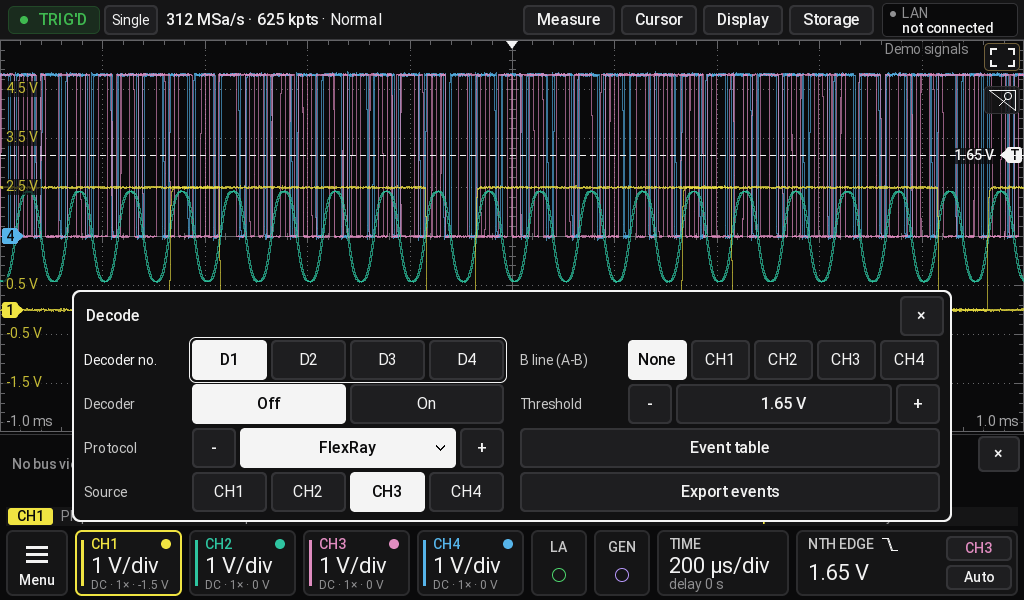 TRIG'D
Single
312 MSa/s · 625 kpts · Normal
Measure
Cursor
Display
Storage
LAN
not connected
Demo signals
4.5 V
3.5 V
1.65 V
T
2.5 V
4
0.5 V
1
-0.5 V
-1.5 V
-1.0 ms
1.0 ms
Decode
×
Decoder no.
D1
D2
D3
D4
B line (A-B)
None
CH1
CH2
CH3
CH4
Decoder
Off
On
Threshold
-
1.65 V
+
Protocol
-
FlexRay
+
Event table
No bus
×
Source
CH1
CH2
CH3
CH4
Export events
CH1
Menu
CH1
1 V/div
DC · 1× · -1.5 V
CH2
1 V/div
DC · 1× · 0 V
CH3
1 V/div
DC · 1× · 0 V
CH4
1 V/div
DC · 1× · 0 V
LA
GEN
TIME
200 µs/div
delay 0 s
NTH EDGE
1.65 V
CH3
Auto